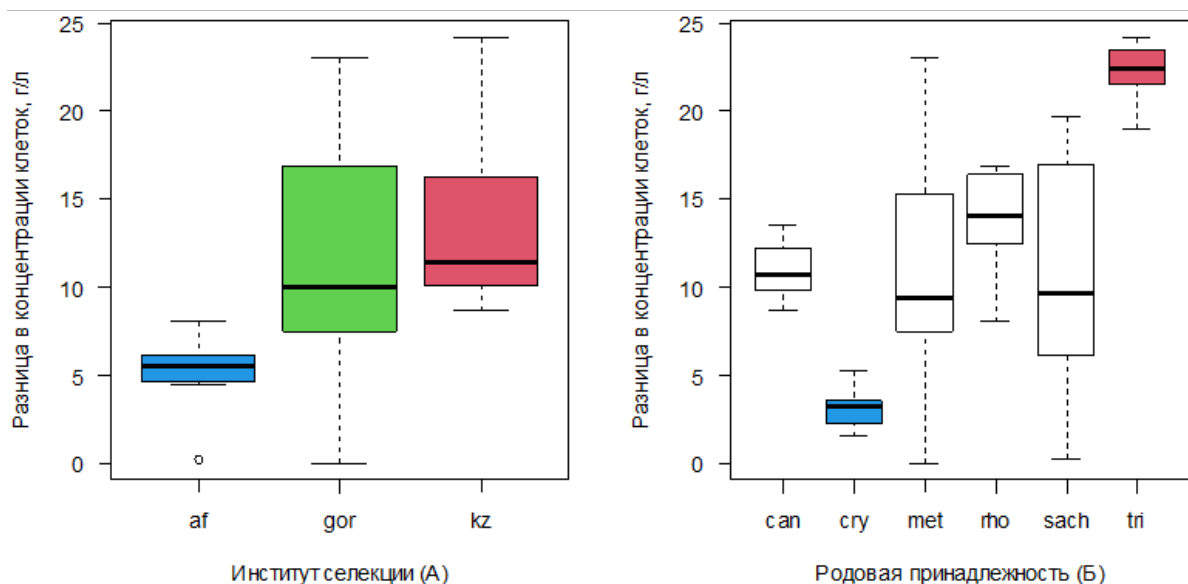 Разница в концентрации клеток, г/л
25
20
15
10
5
0
af gor kz
Институт селекции (А)
Разница в концентрации клеток, г/л
25
20
15
10
5
0
can cry met rho sach tri
Родовая принадлежность (Б)